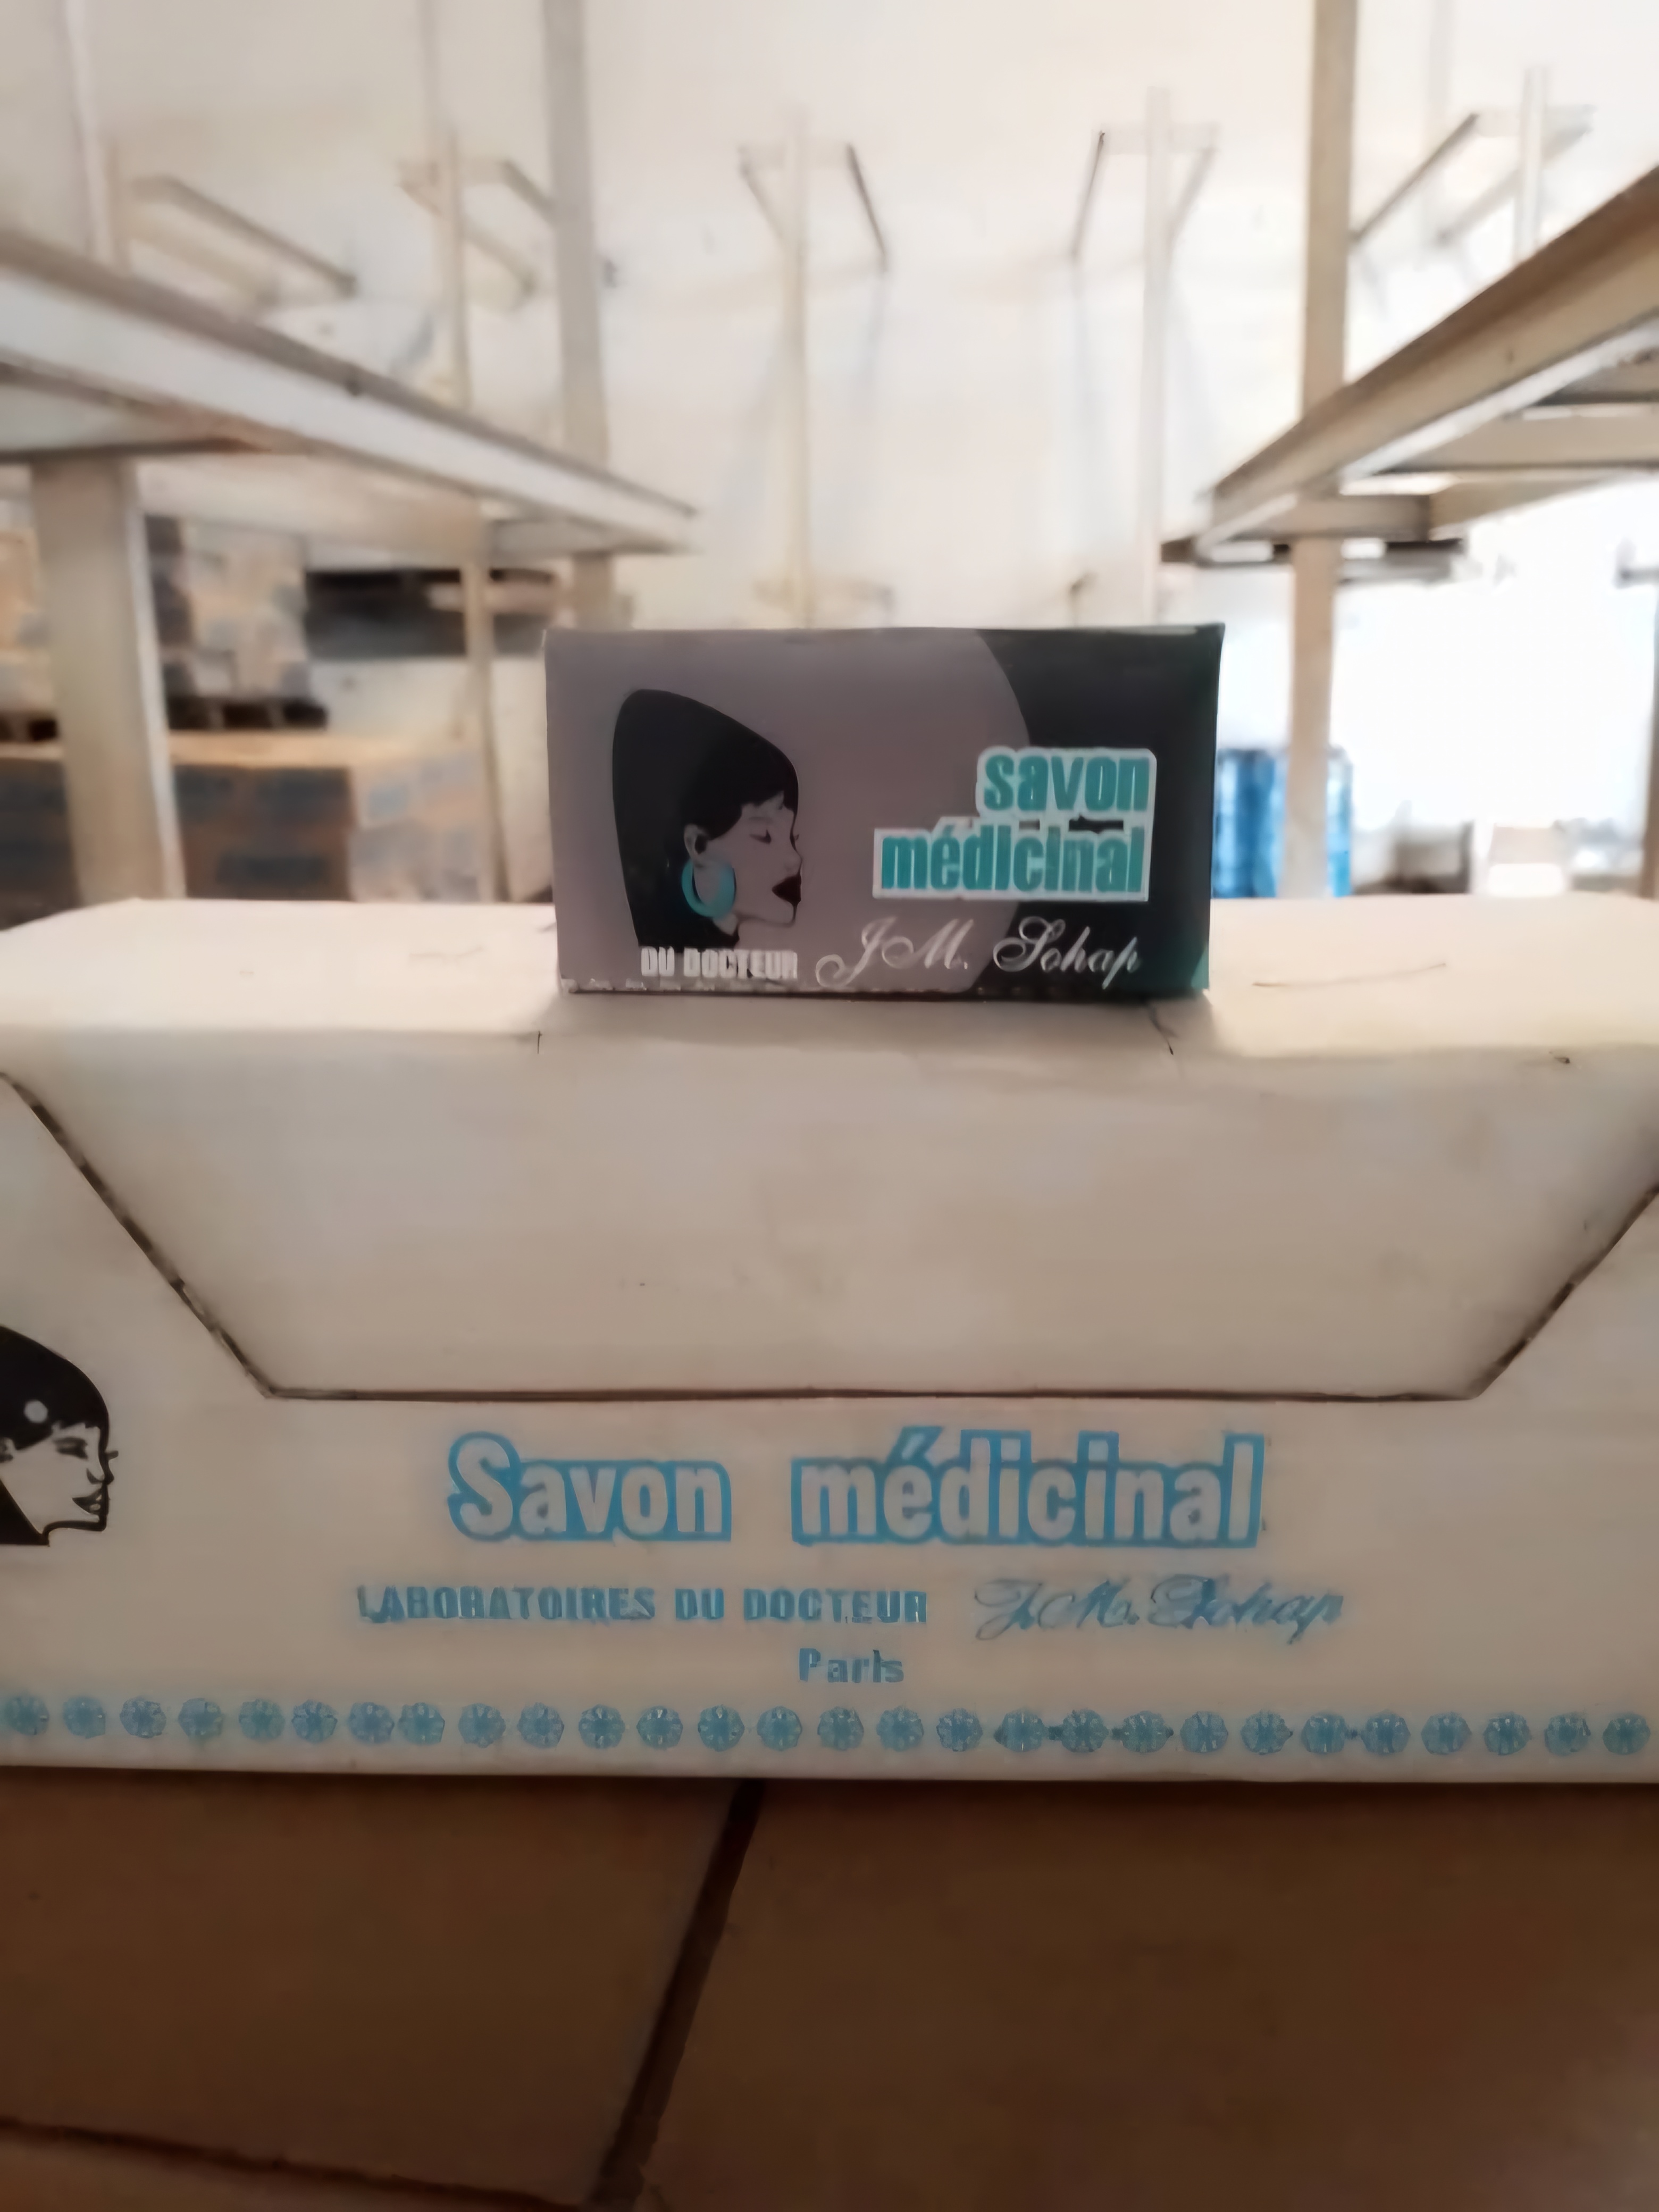 savon
médicinal
DU DOCTEUR J.M. Sohap
Savon médicinal
LABORATOIRES DU DOCTEUR J.M. Sohap
Paris